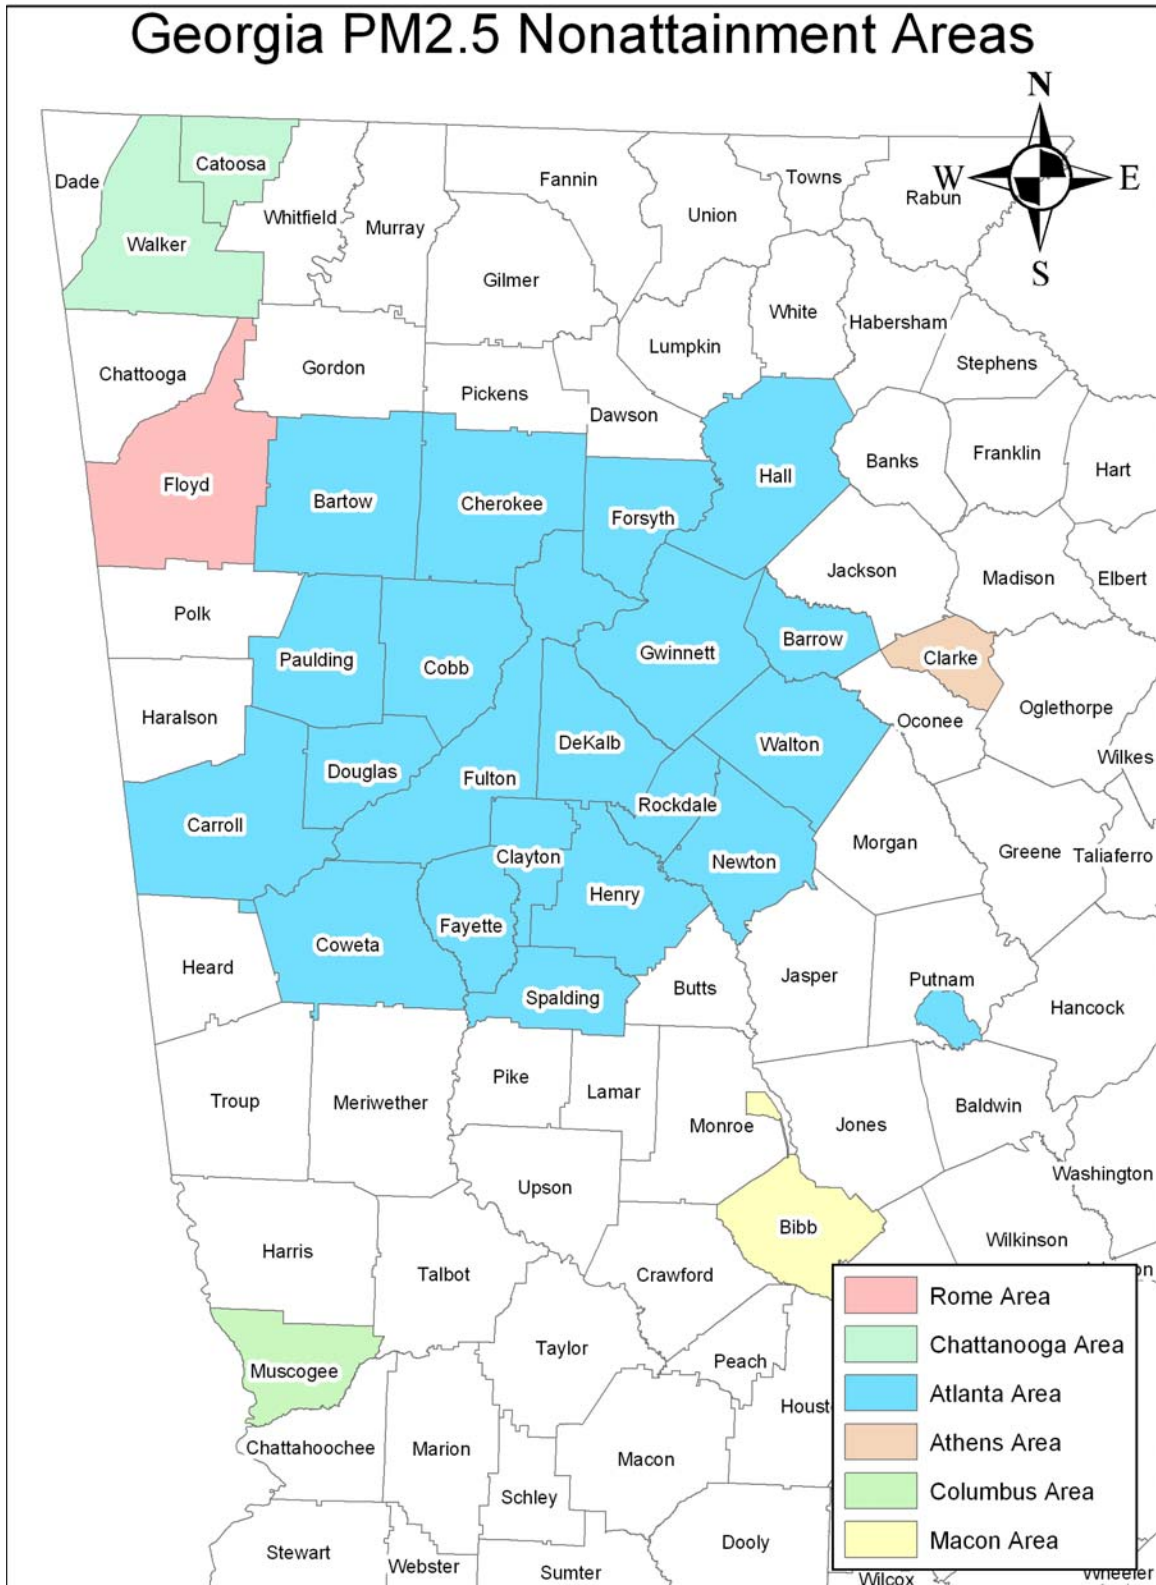 Georgia PM2.5 Nonattainment Areas
N
W
E
S
Dade
Catoosa
Walker
Whitfield
Murray
Fannin
Union
Towns
Rabun
Gilmer
White
Habersham
Lumpkin
Stephens
Chattooga
Gordon
Pickens
Dawson
Banks
Franklin
Hart
Floyd
Bartow
Cherokee
Forsyth
Hall
Jackson
Madison
Elbert
Polk
Paulding
Cobb
Gwinnett
Barrow
Clarke
Haralson
Oconee
Oglethorpe
Douglas
Fulton
DeKalb
Walton
Wilkes
Carroll
Rockdale
Clayton
Newton
Morgan
Greene
Taliaferro
Henry
Fayette
Coweta
Heard
Spalding
Butts
Jasper
Putnam
Hancock
Troup
Meriwether
Pike
Lamar
Monroe
Jones
Baldwin
Upson
Washington
Bibb
Wilkinson
Harris
Talbot
Crawford
on
Taylor
Peach
Muscogee
Houst
Chattahoochee
Marion
Macon
Schley
Dooly
Stewart
Webster
Sumter
Wilcox
Wheeler
Rome Area
Chattanooga Area
Atlanta Area
Athens Area
Columbus Area
Macon Area